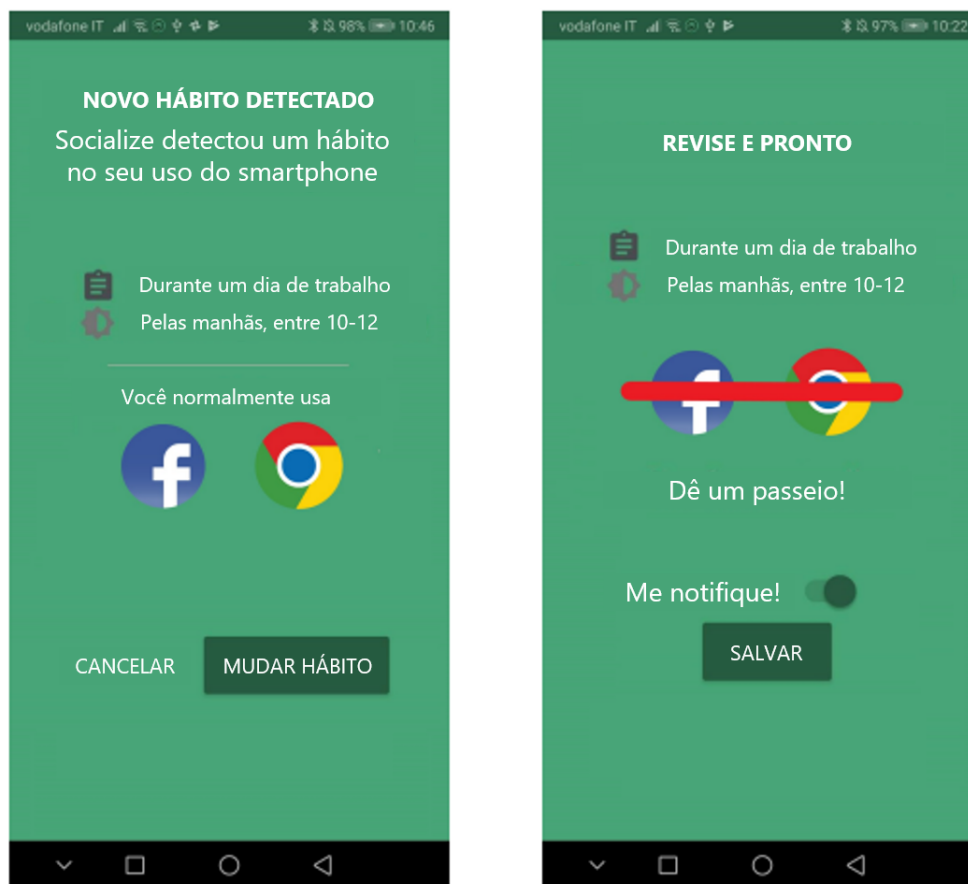 vodafone IT 98% 10:46
NOVO HÁBITO DETECTADO
Socialize detectou um hábito
no seu uso do smartphone
Durante um dia de trabalho
Pelas manhãs, entre 10-12
Você normalmente usa
f
CANCELAR MUDAR HÁBITO
vodafone IT 97% 10:22
REVISE E PRONTO
Durante um dia de trabalho
Pelas manhãs, entre 10-12
f
Dê um passeio!
Me notifique!
SALVAR